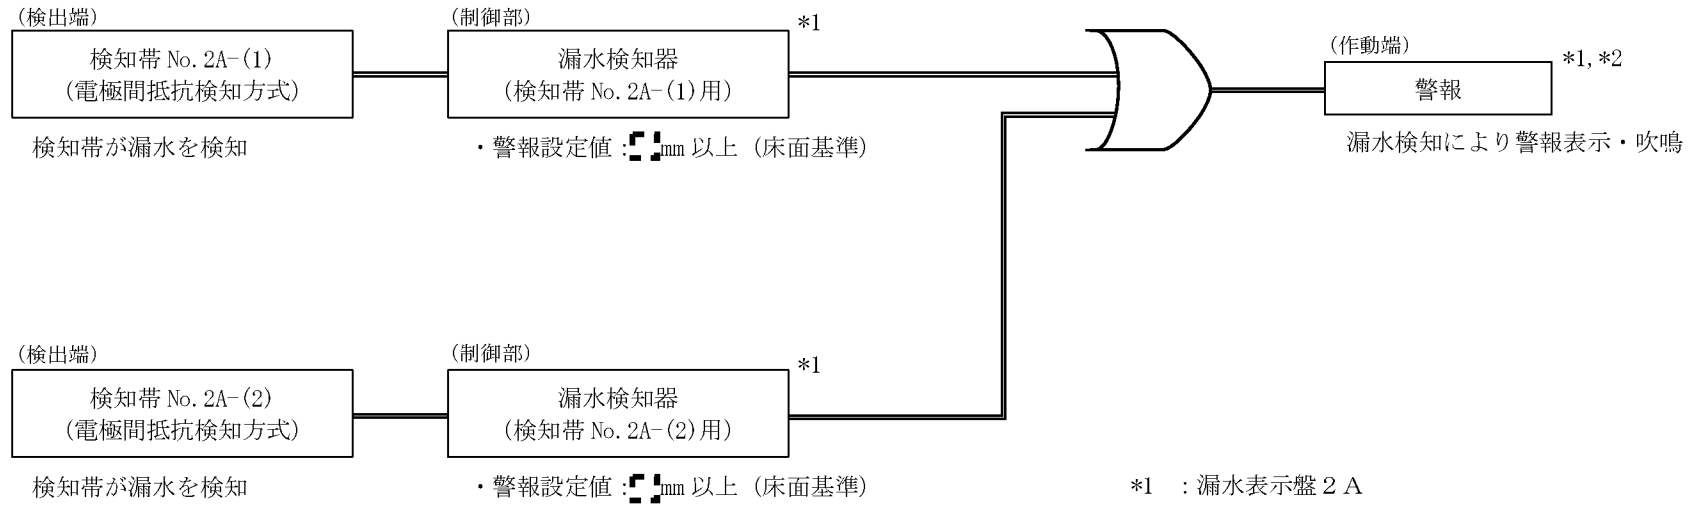 (検出端)
検知帯 No.2A-(1)
(電極間抵抗検知方式)
検知帯が漏水を検知
(制御部)
*1
漏水検知器
(検知帯 No.2A-(1)用)
・警報設定値: mm 以上 (床面基準)
(作動端)
*1,*2
警報
漏水検知により警報表示・吹鳴
(検出端)
検知帯 No.2A-(2)
(電極間抵抗検知方式)
検知帯が漏水を検知
(制御部)
*1
漏水検知器
(検知帯 No.2A-(2)用)
・警報設定値: mm 以上 (床面基準)
*1 :漏水表示盤2A